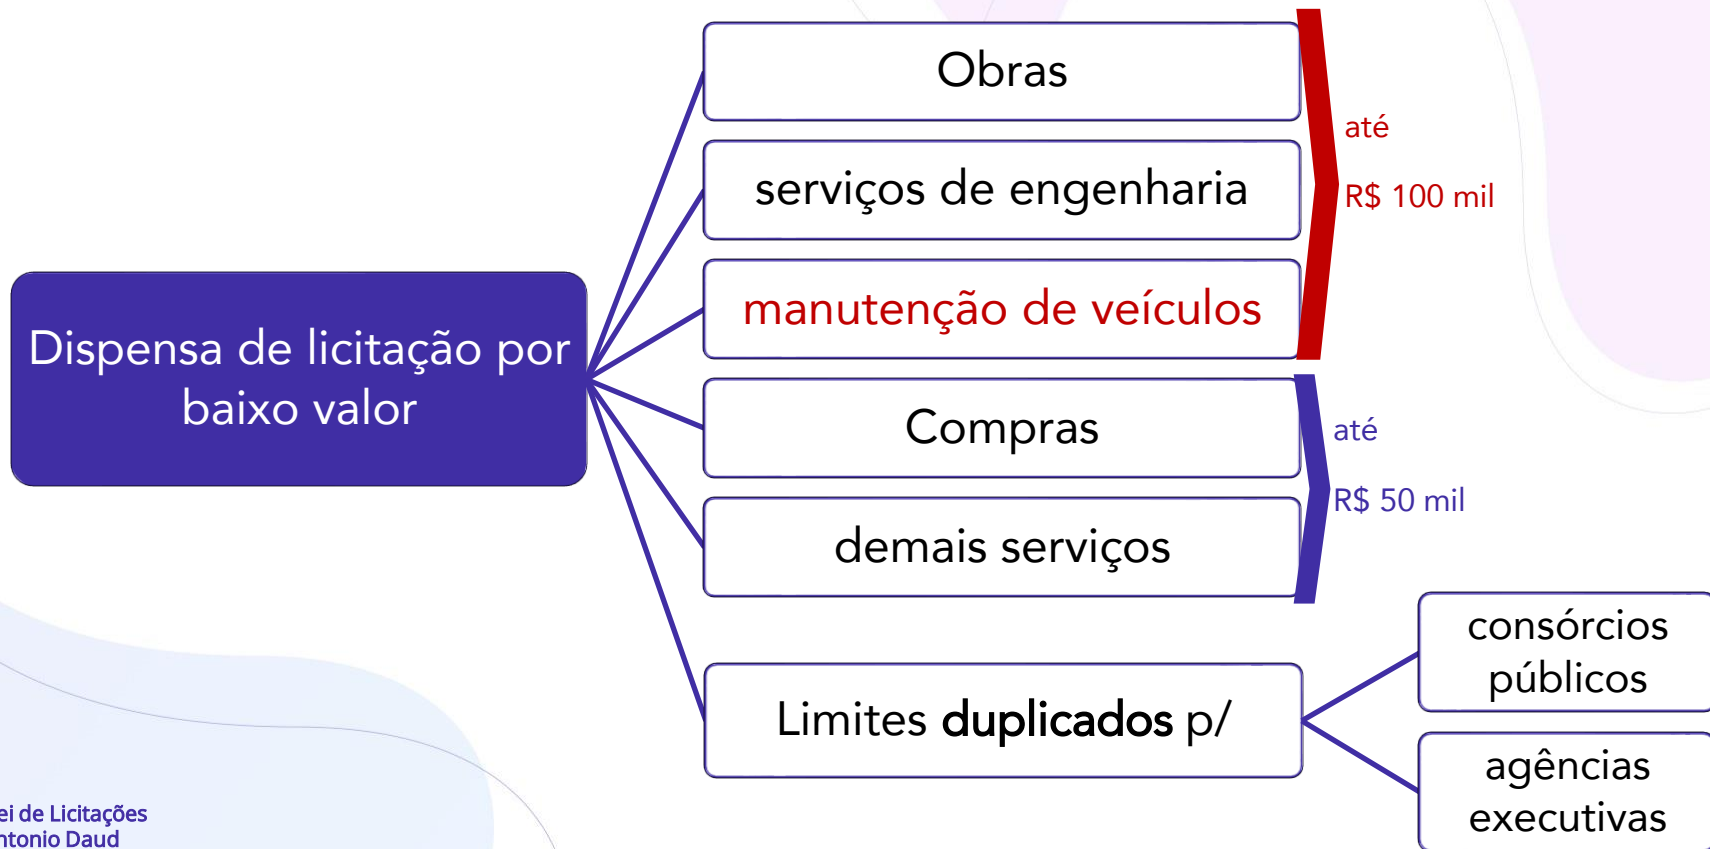 Dispensa de licitação por
baixo valor
Obras
serviços de engenharia
manutenção de veículos
até
R$ 100 mil
Compras
demais serviços
até
R$ 50 mil
Limites duplicados p/
consórcios
públicos
agências
executivas
ei de Licitações
ntonio Daud